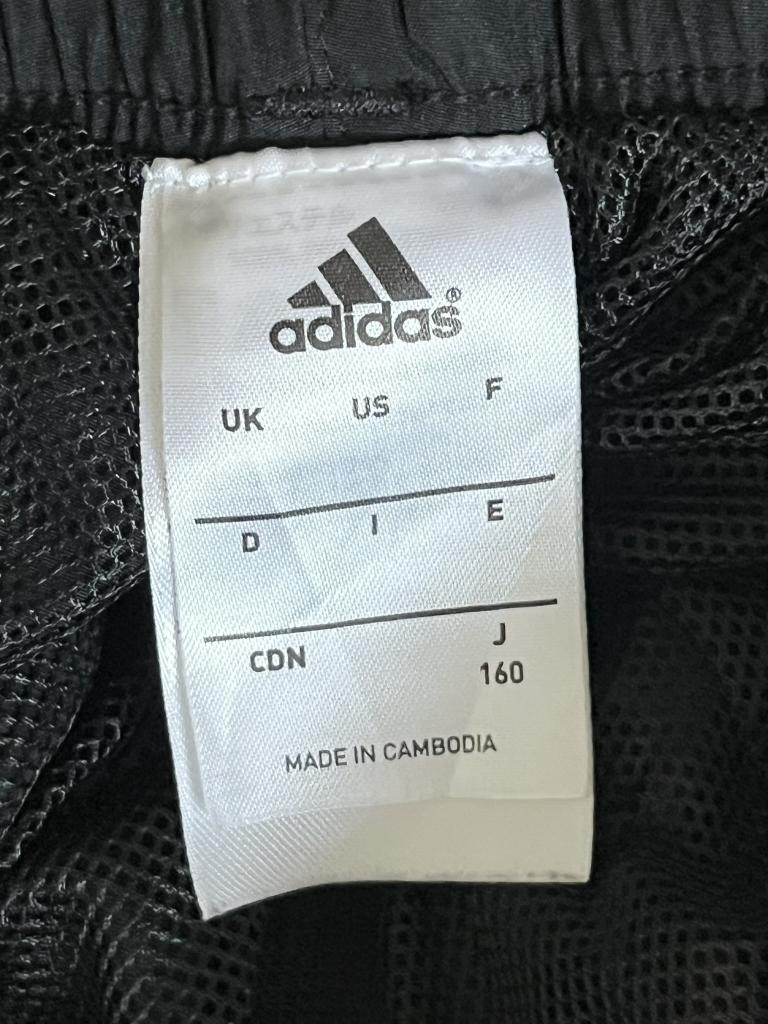 adidas®
UK US F
D I E
CDN J
160
MADE IN CAMBODIA